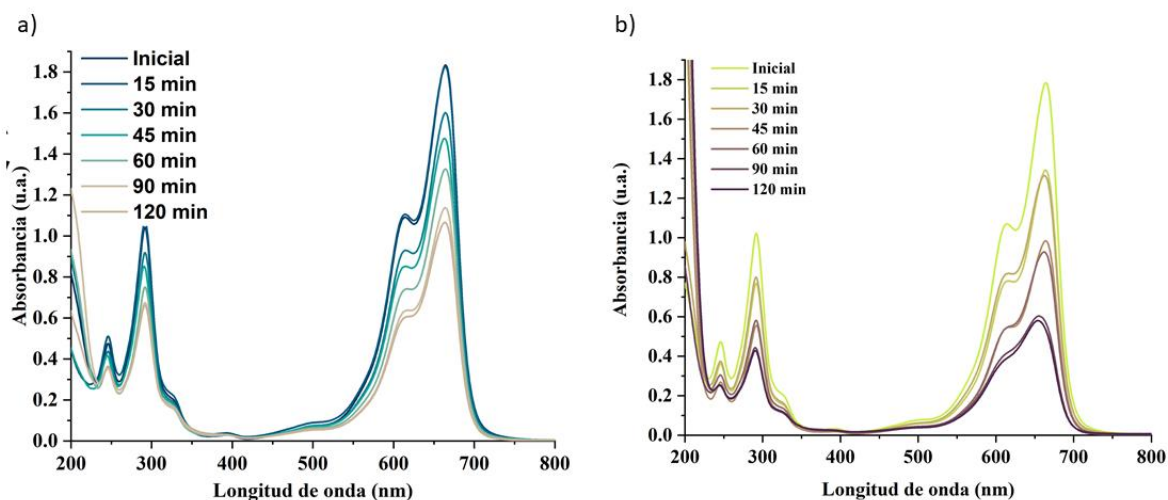 a)
Inicial
15 min
30 min
45 min
60 min
90 min
120 min
1.8
1.6
1.4
1.2
1.0
0.8
0.6
0.4
0.2
0.0
Absorbancia (u.a.)
200 300 400 500 600 700 800
Longitud de onda (nm)
b)
Inicial
15 min
30 min
45 min
60 min
90 min
120 min
1.8
1.6
1.4
1.2
1.0
0.8
0.6
0.4
0.2
0.0
Absorbancia (u.a.)
200 300 400 500 600 700 800
Longitud de onda (nm)